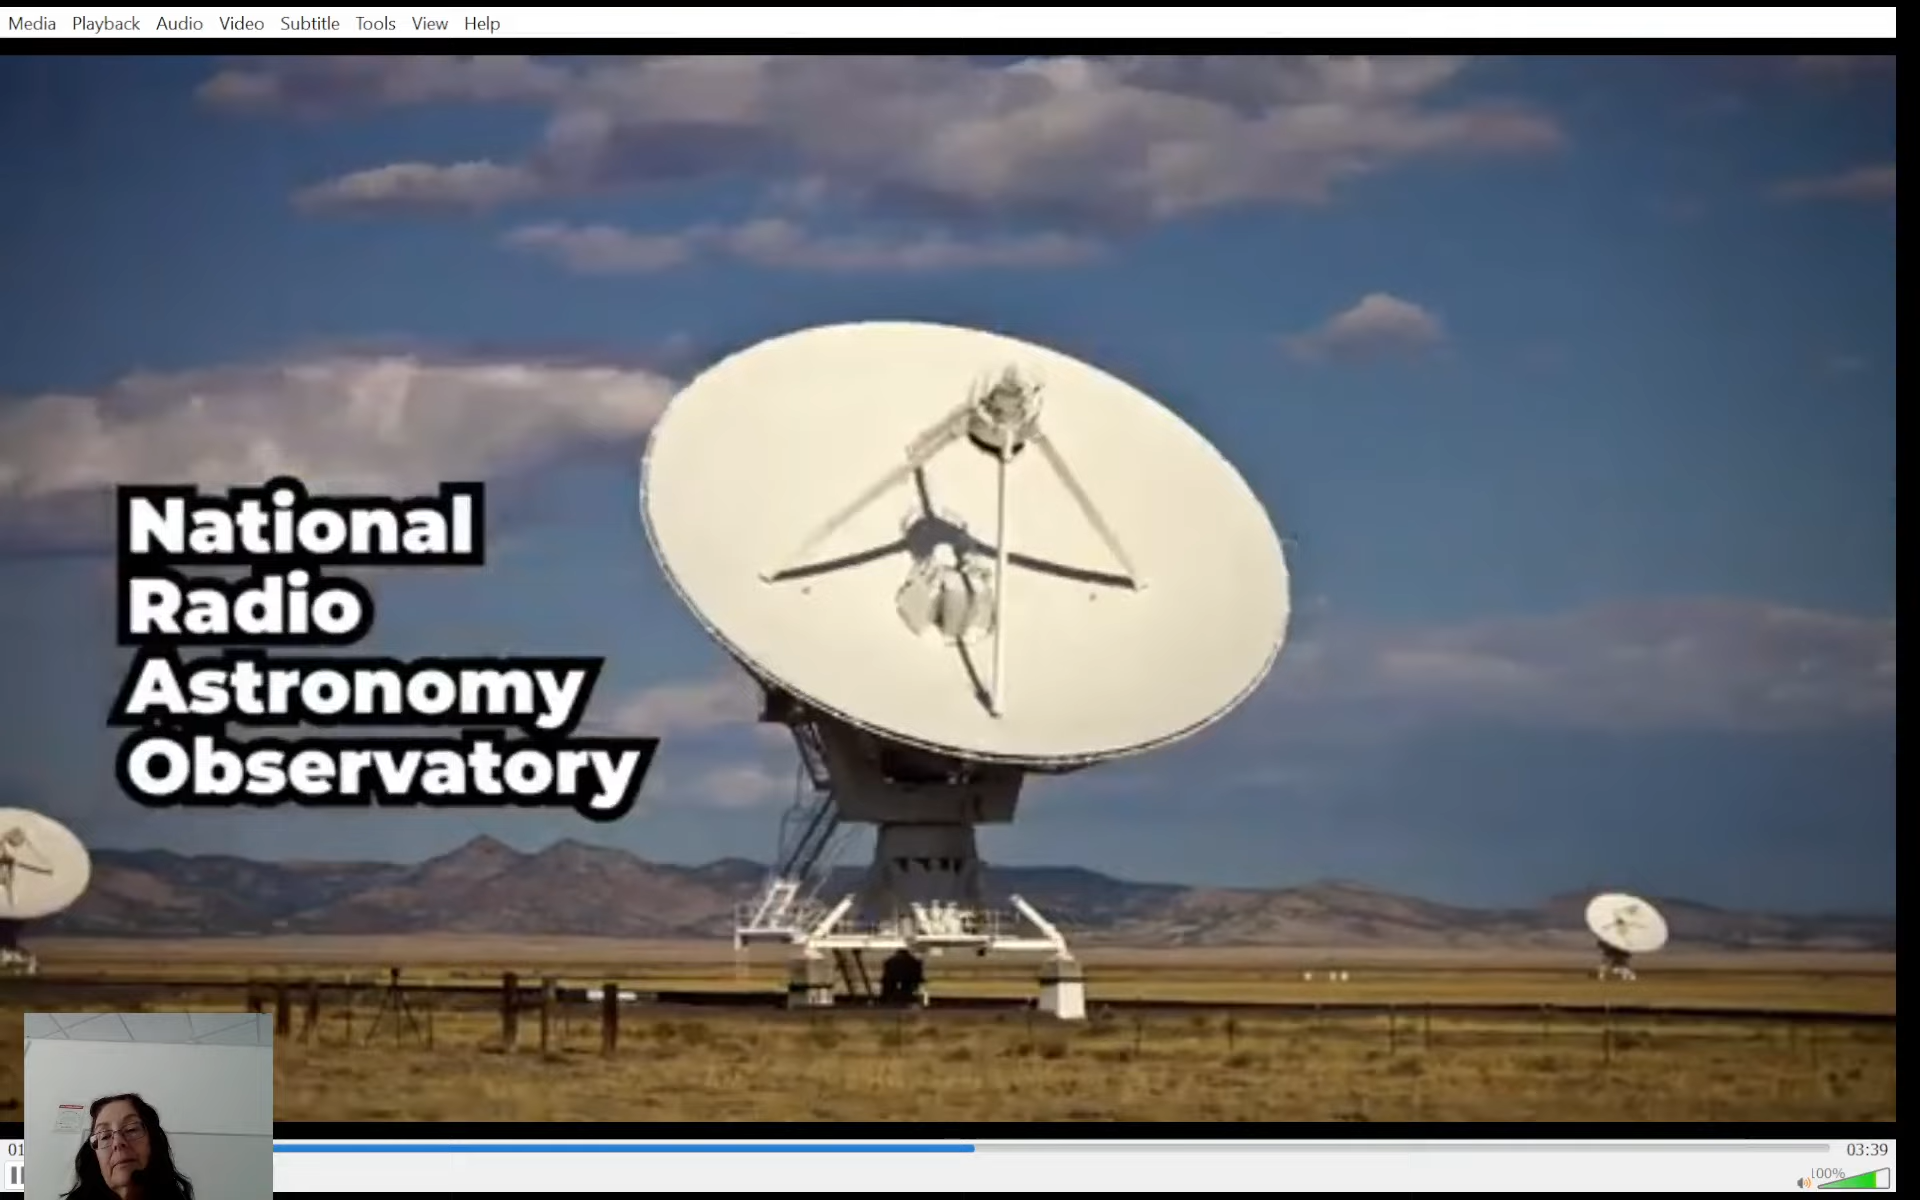 Media Playback Audio Video Subtitle Tools View Help
National
Radio
Astronomy
Observatory
03:39
100%